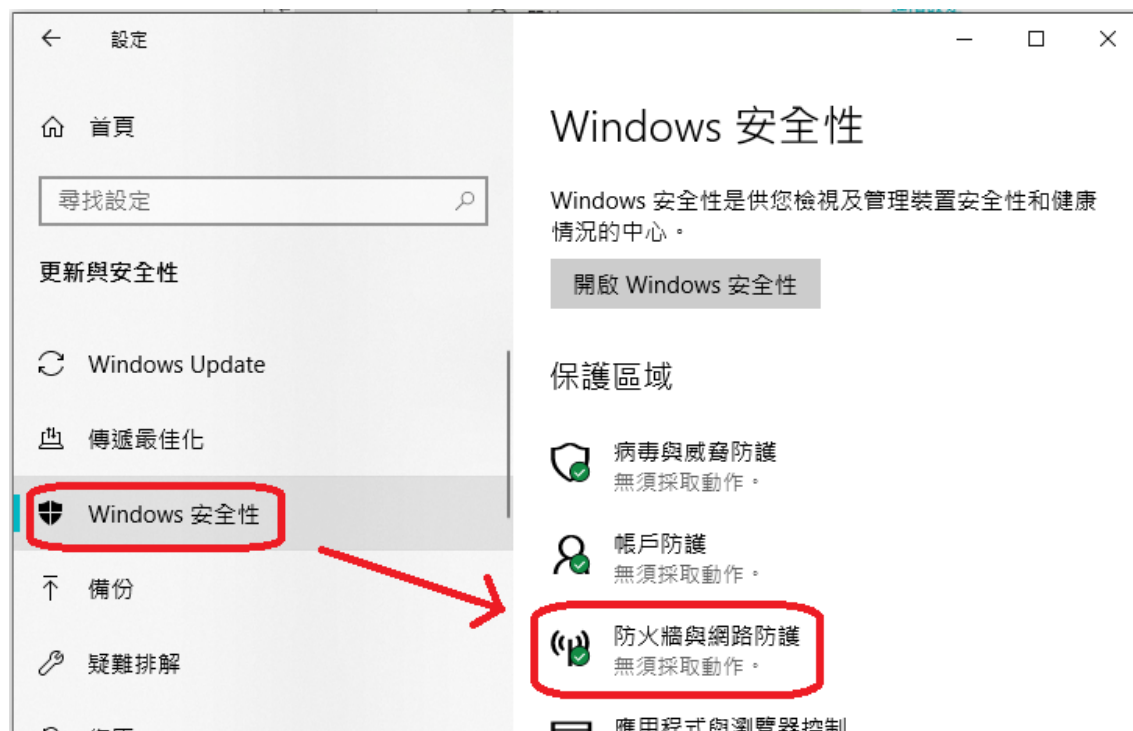 設定
首頁
尋找設定
更新與安全性
Windows Update
傳遞最佳化
Windows 安全性
備份
疑難排解
Windows 安全性
Windows 安全性是供您檢視及管理裝置安全性和健康
情況的中心。
開啟 Windows 安全性
保護區域
病毒與威脅防護
無須採取動作。
帳戶防護
無須採取動作。
防火牆與網路防護
無須採取動作。
應用程式與瀏覽器控制